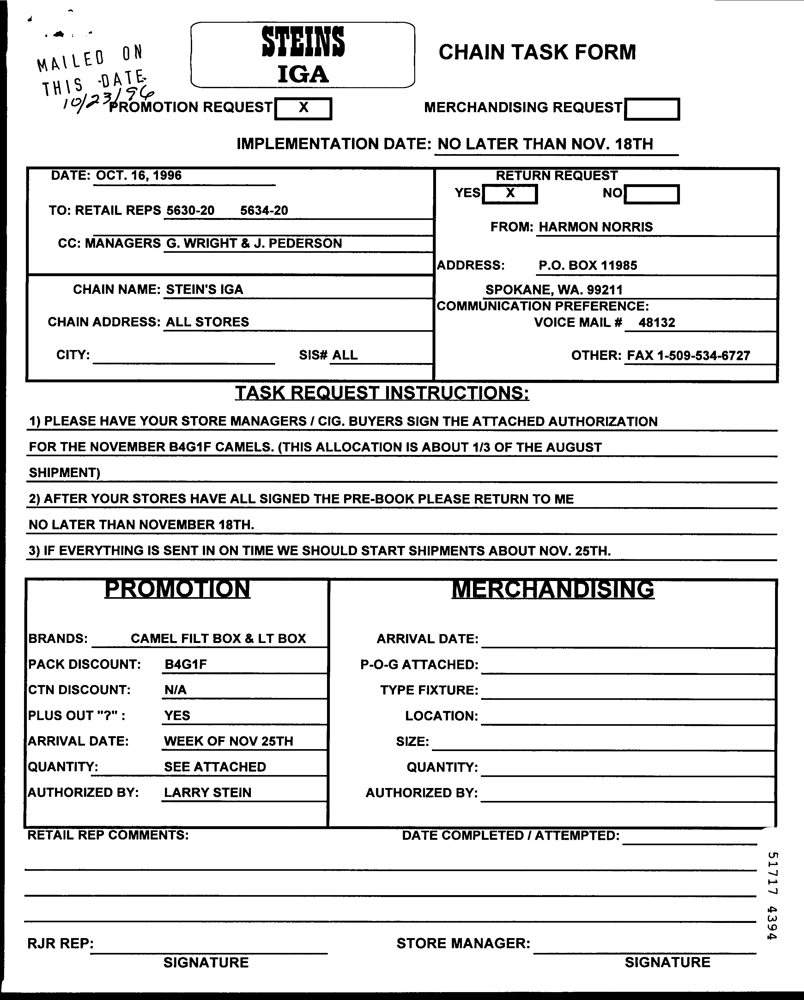 MAILED ON
THIS DATE
10/23/96
STEINS
IGA
CHAIN TASK FORM
PROMOTION REQUEST X MERCHANDISING REQUEST
IMPLEMENTATION DATE: NO LATER THAN NOV. 18TH
DATE: OCT. 16, 1996
TO: RETAIL REPS 5630-20 5634-20
CC: MANAGERS G. WRIGHT & J. PEDERSON
RETURN REQUEST
YES X NO
FROM: HARMON NORRIS
ADDRESS: P.O. BOX 11985
SPOKANE, WA. 99211
CHAIN NAME: STEIN'S IGA
CHAIN ADDRESS: ALL STORES
CITY: SIS# ALL
COMMUNICATION PREFERENCE:
VOICE MAIL # 48132
OTHER: FAX 1-509-534-6727
TASK REQUEST INSTRUCTIONS:
1) PLEASE HAVE YOUR STORE MANAGERS / CIG. BUYERS SIGN THE ATTACHED AUTHORIZATION
FOR THE NOVEMBER B4G1F CAMELS. (THIS ALLOCATION IS ABOUT 1/3 OF THE AUGUST
SHIPMENT)
2) AFTER YOUR STORES HAVE ALL SIGNED THE PRE-BOOK PLEASE RETURN TO ME
NO LATER THAN NOVEMBER 18TH.
3) IF EVERYTHING IS SENT IN ON TIME WE SHOULD START SHIPMENTS ABOUT NOV. 25TH.
PROMOTION
BRANDS: CAMEL FILT BOX & LT BOX
PACK DISCOUNT: B4G1F
CTN DISCOUNT: N/A
PLUS OUT "?" : YES
ARRIVAL DATE: WEEK OF NOV 25TH
QUANTITY: SEE ATTACHED
AUTHORIZED BY: LARRY STEIN
MERCHANDISING
ARRIVAL DATE:
P-O-G ATTACHED:
TYPE FIXTURE:
LOCATION:
SIZE:
QUANTITY:
AUTHORIZED BY:
RETAIL REP COMMENTS: DATE COMPLETED / ATTEMPTED:
RJR REP: STORE MANAGER:
SIGNATURE SIGNATURE
51717 4394